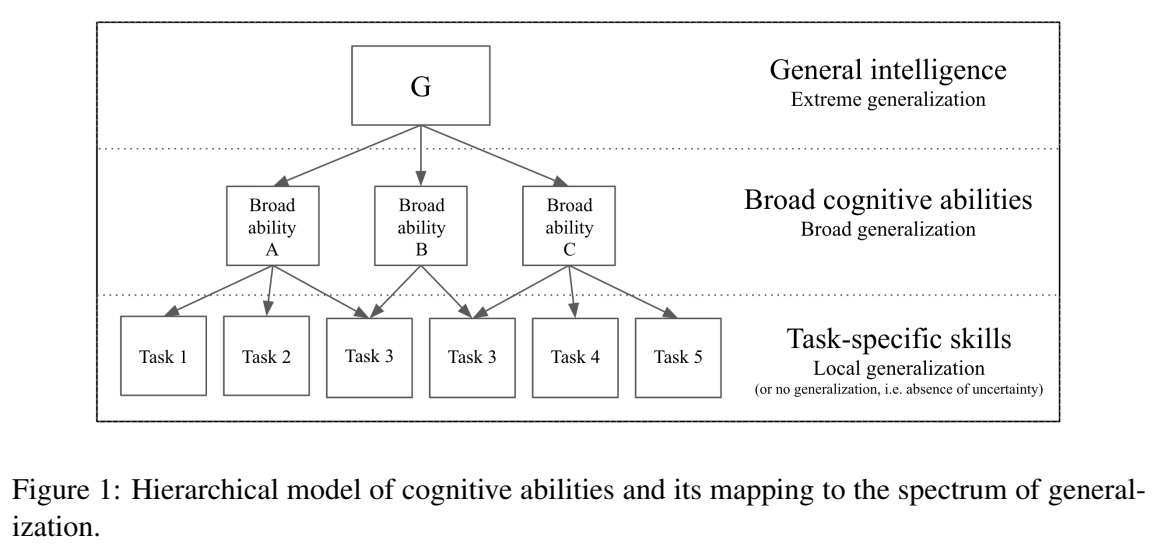 G
General intelligence
Extreme generalization
Broad
ability
A
Broad
ability
B
Broad
ability
C
Broad cognitive abilities
Broad generalization
Task 1
Task 2
Task 3
Task 3
Task 4
Task 5
Task-specific skills
Local generalization
(or no generalization, i.e. absence of uncertainty)
Figure 1: Hierarchical model of cognitive abilities and its mapping to the spectrum of general-
ization.